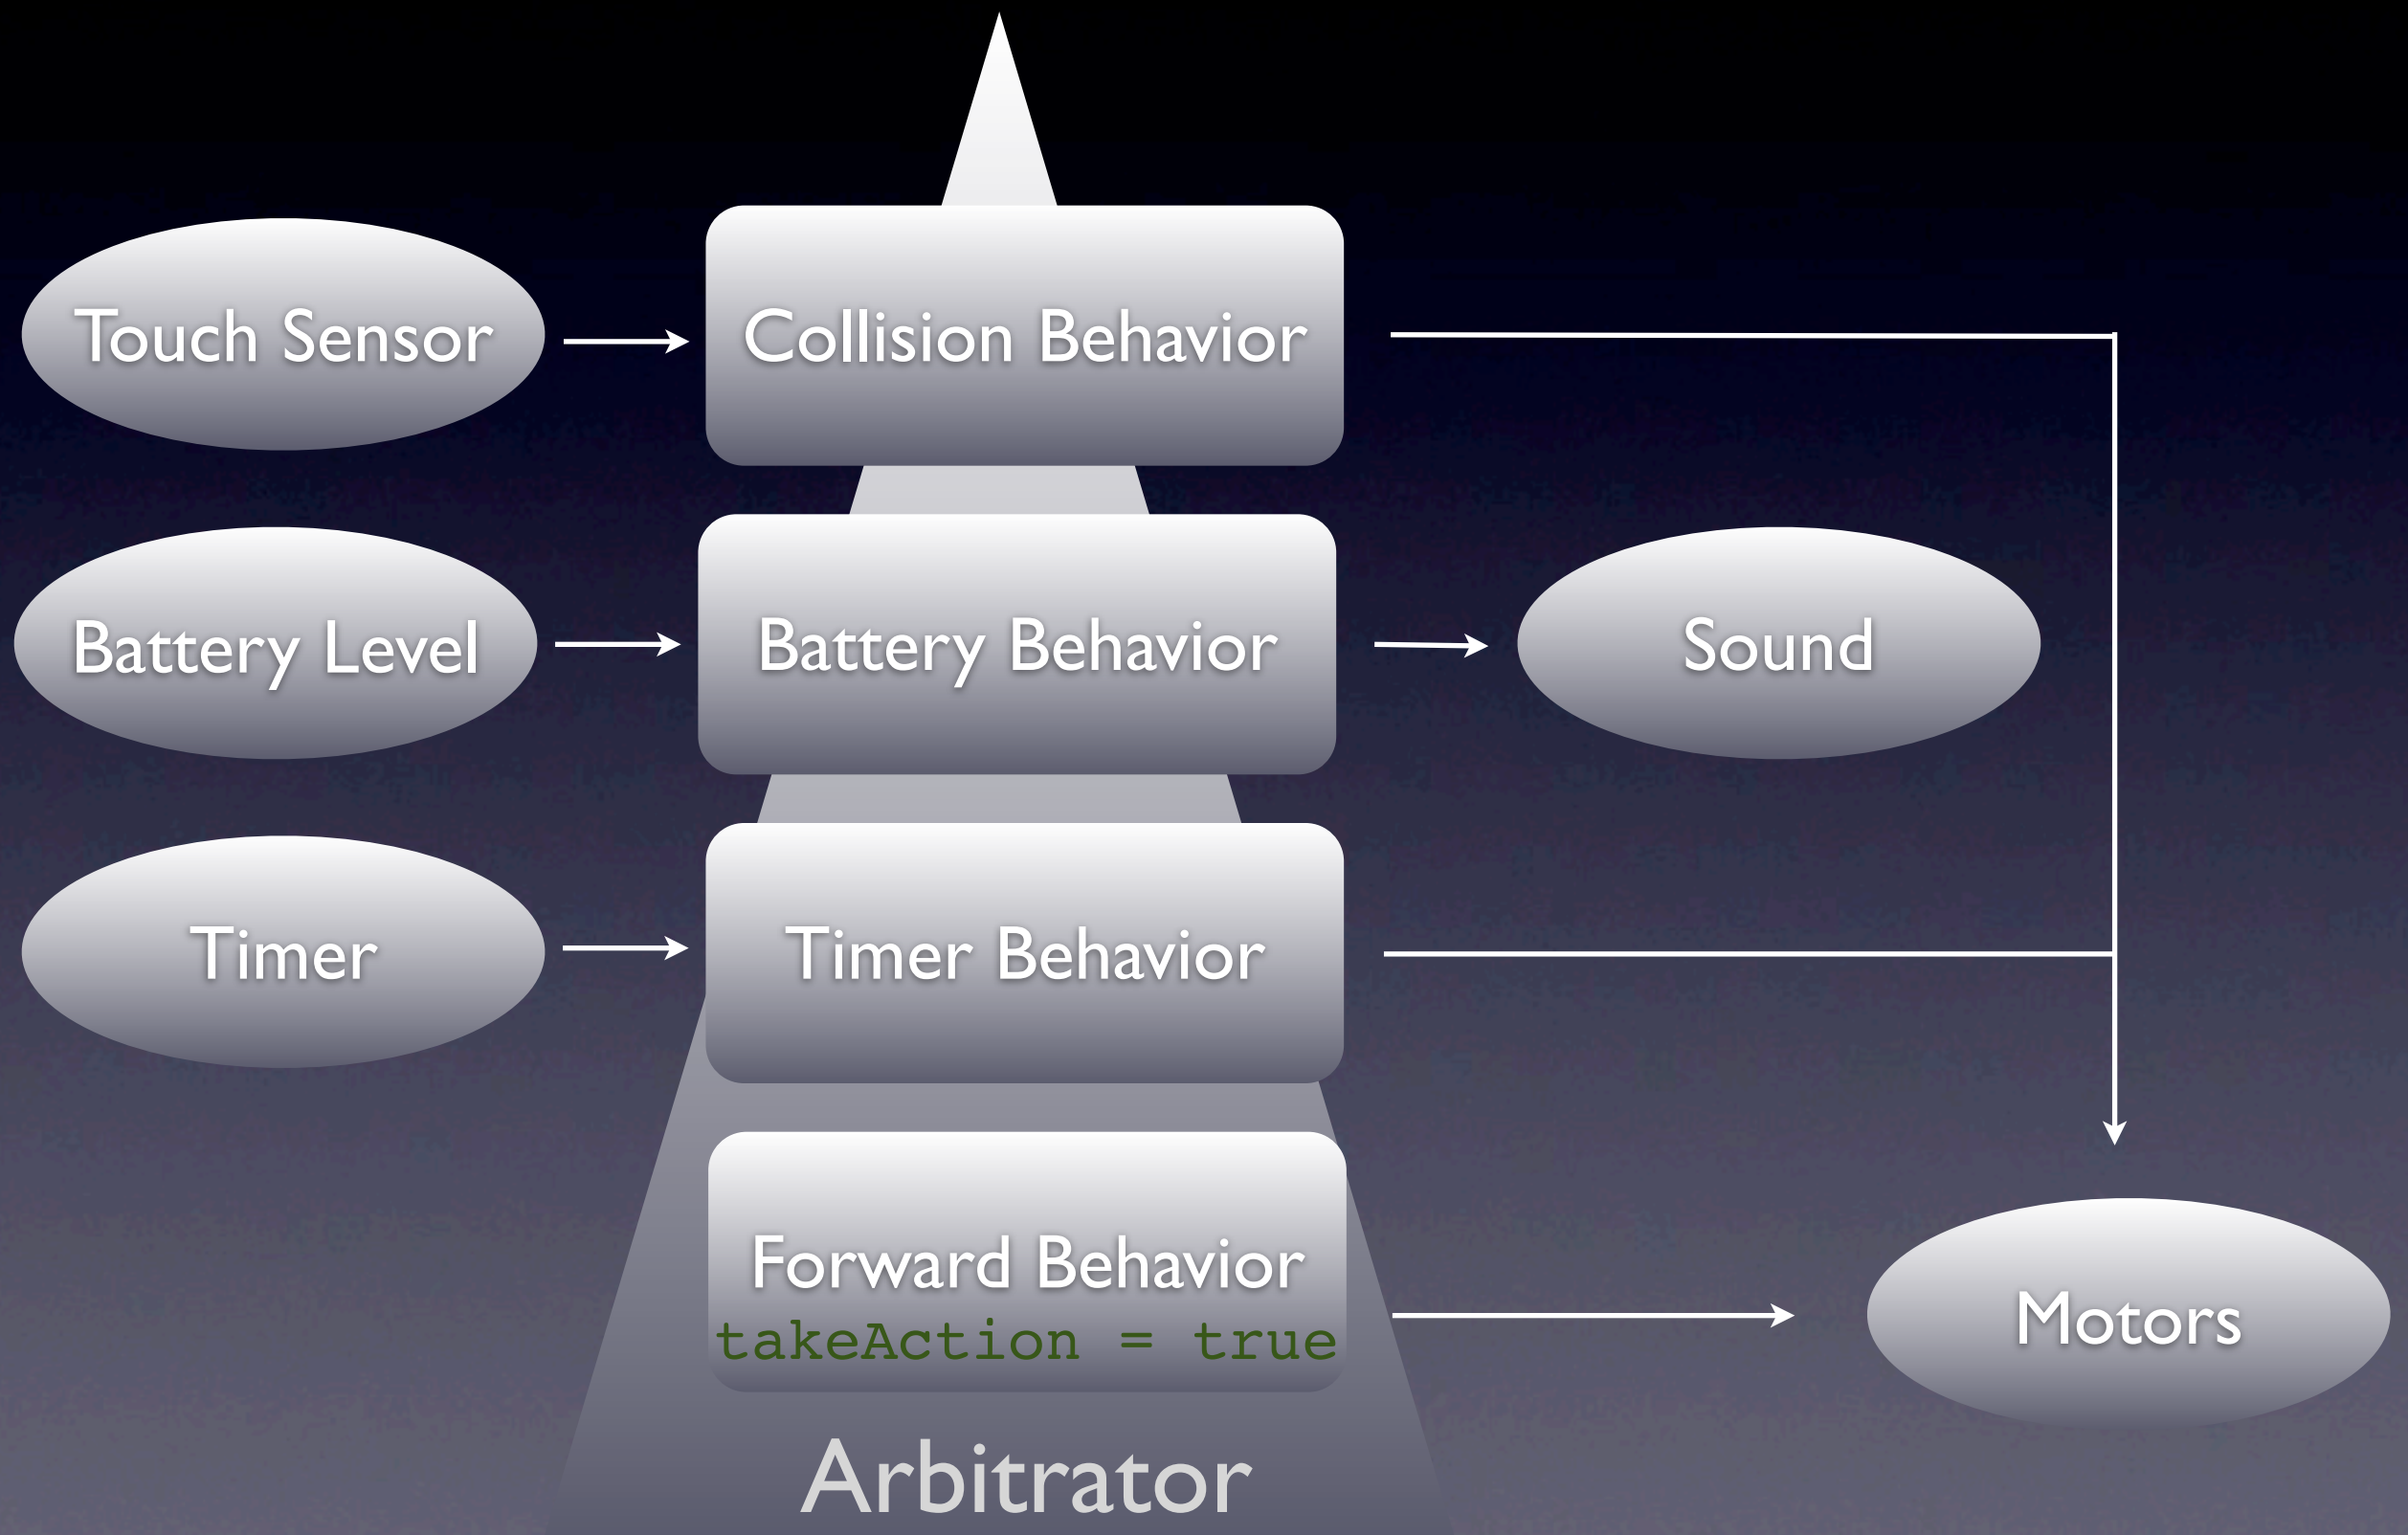 Touch Sensor
Collision Behavior
Battery Level
Battery Behavior
Sound
Timer
Timer Behavior
Forward Behavior
takeAction = true
Motors
Arbitrator